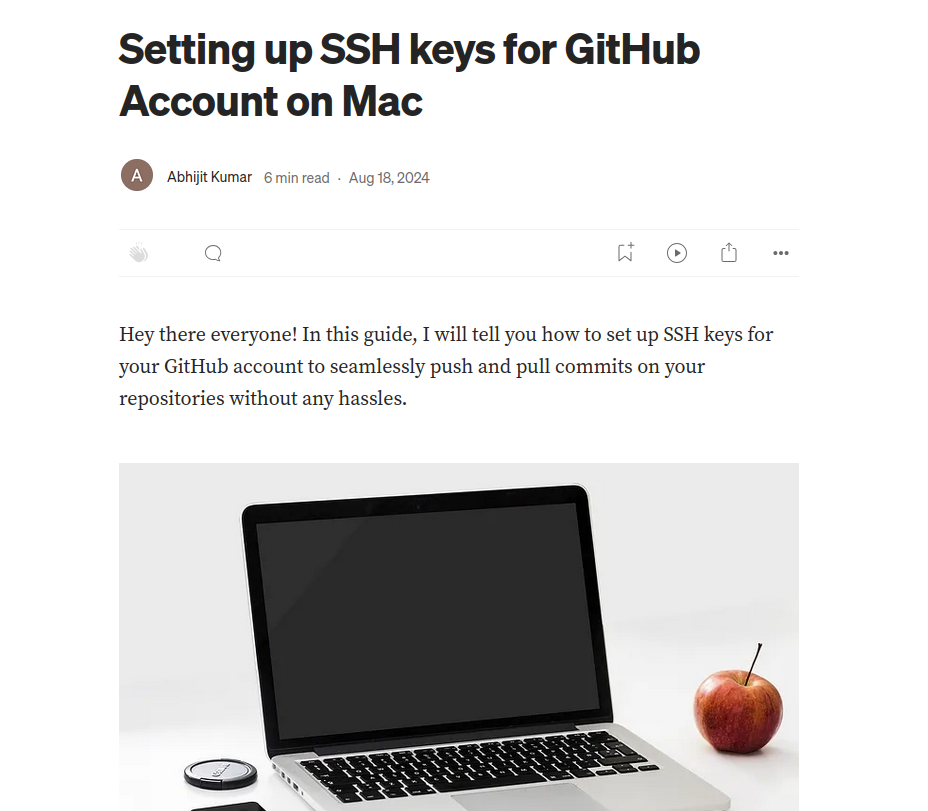 Setting up SSH keys for GitHub
Account on Mac
A
Abhijit Kumar 6 min read · Aug 18, 2024
Hey there everyone! In this guide, I will tell you how to set up SSH keys for
your GitHub account to seamlessly push and pull commits on your
repositories without any hassles.